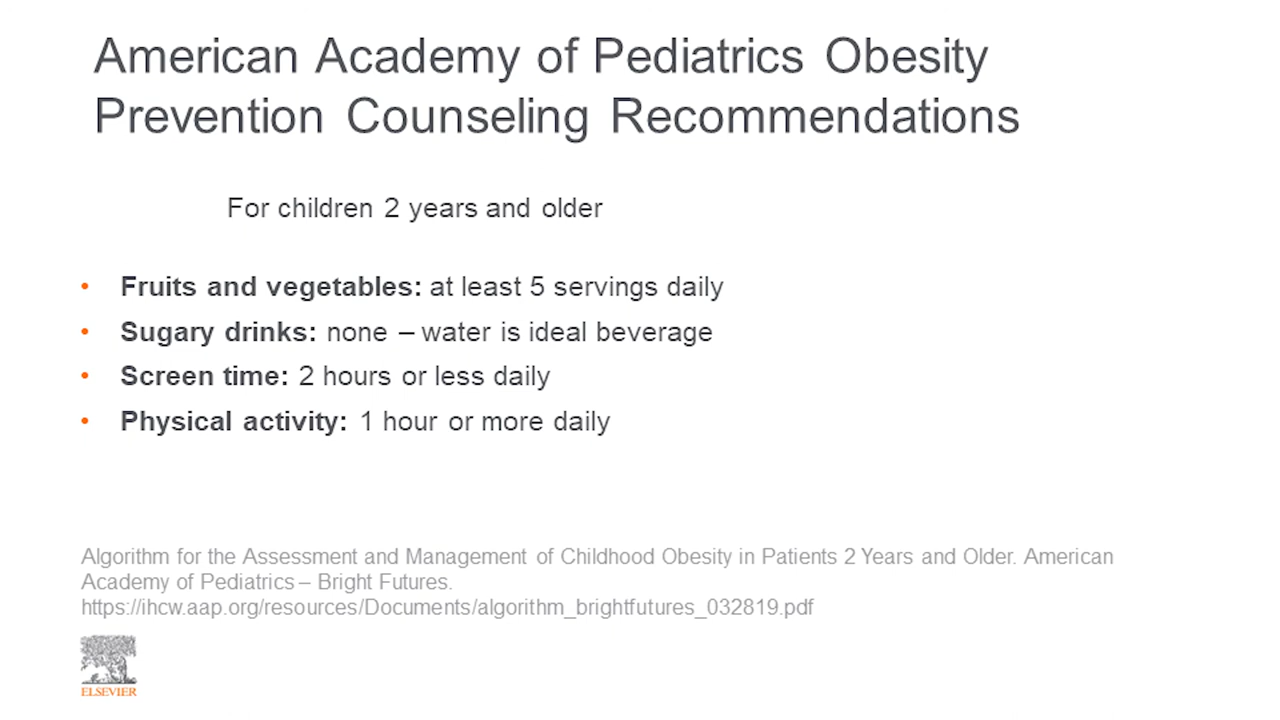 American Academy of Pediatrics Obesity
Prevention Counseling Recommendations
For children 2 years and older
• Fruits and vegetables: at least 5 servings daily
• Sugary drinks: none – water is ideal beverage
• Screen time: 2 hours or less daily
• Physical activity: 1 hour or more daily
Algorithm for the Assessment and Management of Childhood Obesity in Patients 2 Years and Older. American
Academy of Pediatrics – Bright Futures.
https://ihcw.aap.org/resources/Documents/algorithm_brightfutures_032819.pdf
ELSEVIER